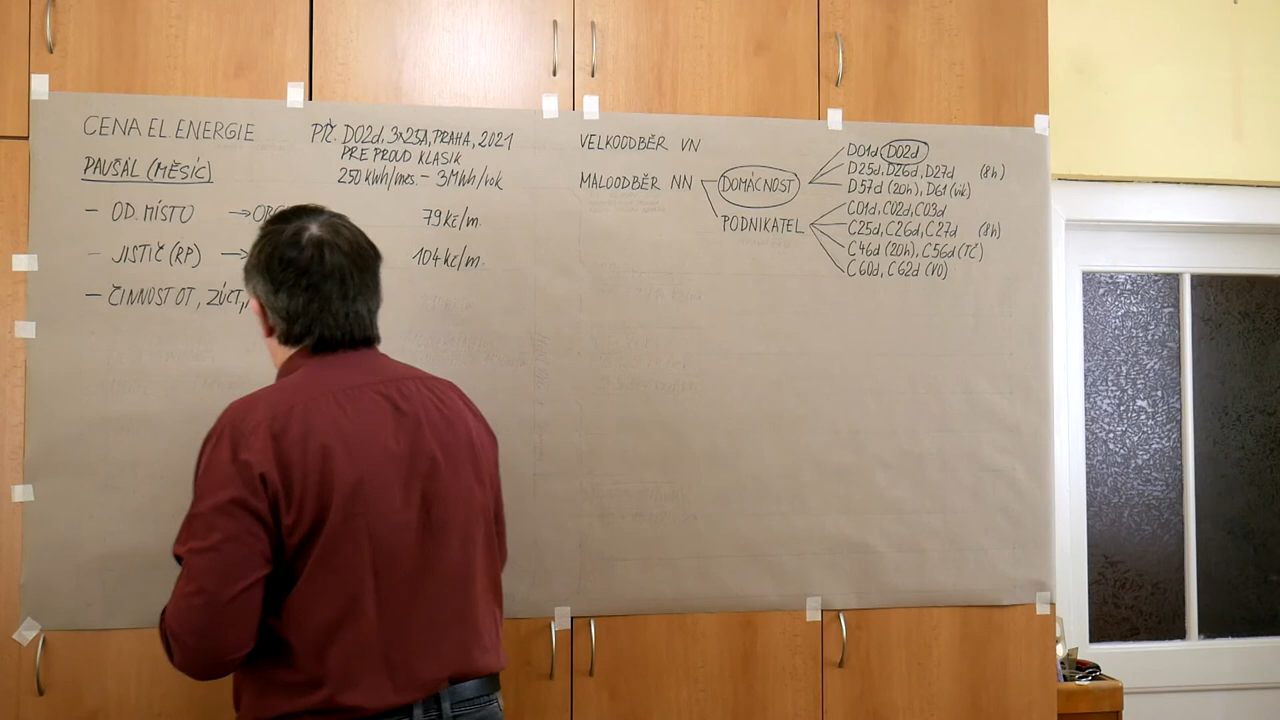 CENA EL. ENERGIE
PŘ. D02d, 3x25A, PRAHA, 2021
PRE PROUD KLASIK
250 kWh/měs. – 3MWh/rok
PAUŠÁL (MĚSÍC)
– OD. MÍSTO →
79 Kč/m.
– JISTIČ (RP) →
104 Kč/m.
– ČINNOST OT, ZÚČT,
VELKOODBĚR VN
MALOODBĚR NN
DOMÁCNOST
D01d, D02d
D25d, D26d, D27d (8h)
D57d (20h), D61 (vík)
PODNIKATEL
C01d, C02d, C03d
C25d, C26d, C27d (8h)
C46d (20h), C56d (TČ)
C60d, C62d (VO)